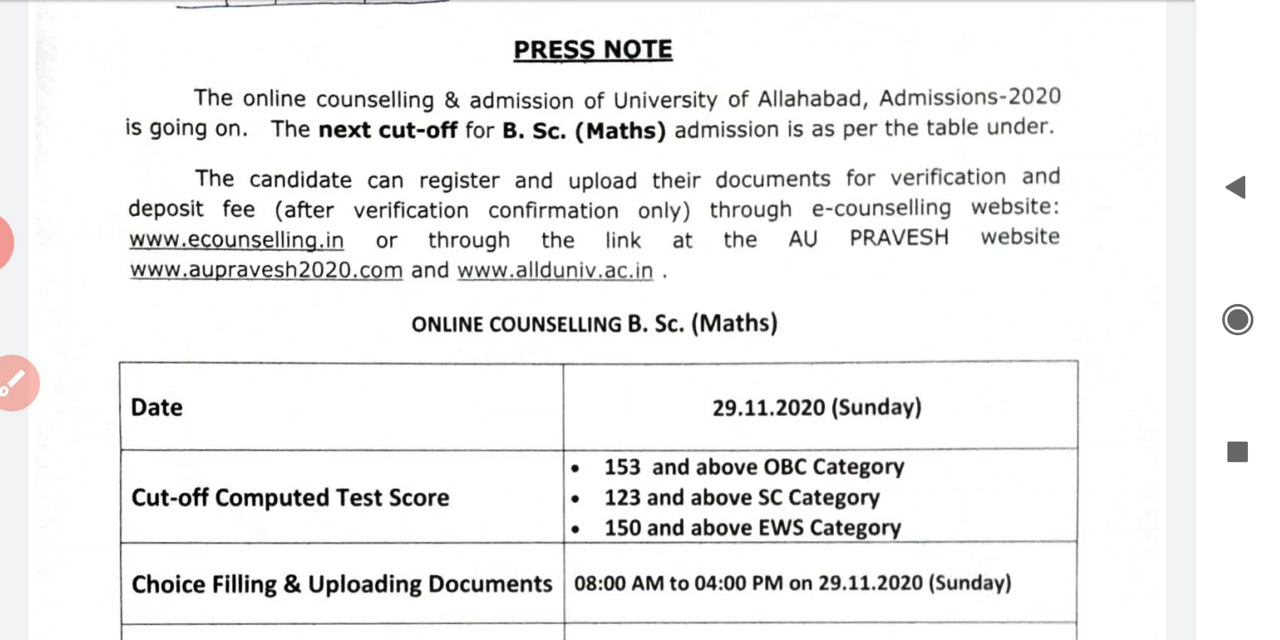 PRESS NOTE
The online counselling & admission of University of Allahabad, Admissions-2020
is going on. The next cut-off for B. Sc. (Maths) admission is as per the table under.
The candidate can register and upload their documents for verification and
deposit fee (after verification confirmation only) through e-counselling website:
www.ecounselling.in or through the link at the AU PRAVESH website
www.aupravesh2020.com and www.allduniv.ac.in .
ONLINE COUNSELLING B. Sc. (Maths)
Date
29.11.2020 (Sunday)
Cut-off Computed Test Score
• 153 and above OBC Category
• 123 and above SC Category
• 150 and above EWS Category
Choice Filling & Uploading Documents
08:00 AM to 04:00 PM on 29.11.2020 (Sunday)